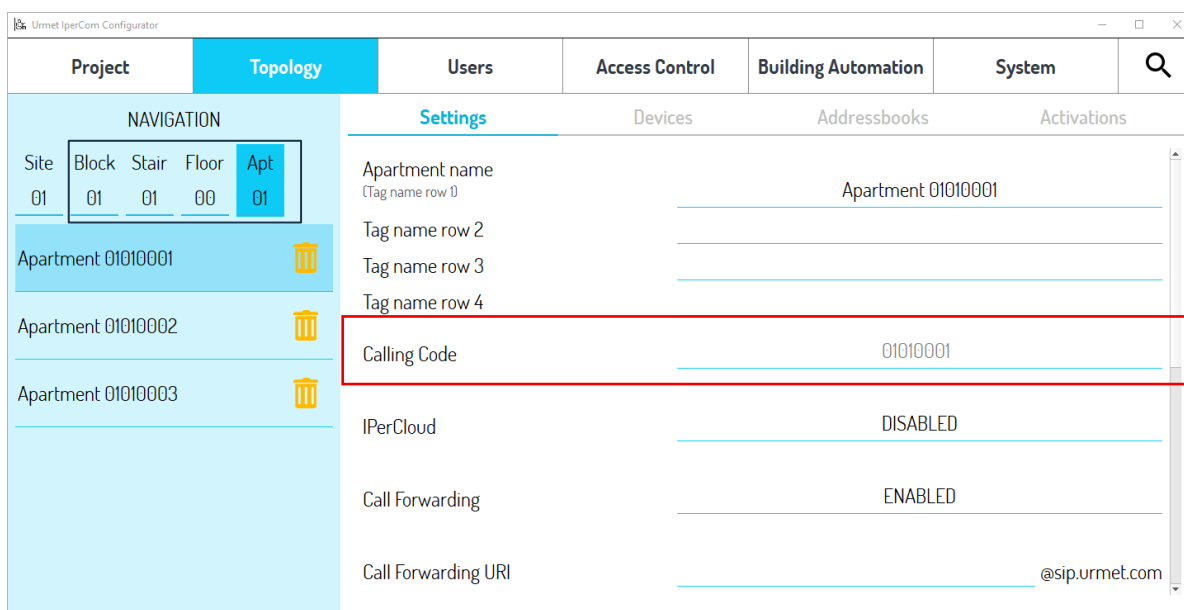 Urmet IperCom Configurator
Project Topology Users Access Control Building Automation System
NAVIGATION
Site Block Stair Floor Apt
01 01 01 00 01
Apartment 01010001
Apartment 01010002
Apartment 01010003
Settings Devices Addressbooks Activations
Apartment name
(Tag name row 1)
Apartment 01010001
Tag name row 2
Tag name row 3
Tag name row 4
Calling Code 01010001
IPerCloud DISABLED
Call Forwarding ENABLED
Call Forwarding URI @sip.urmet.com